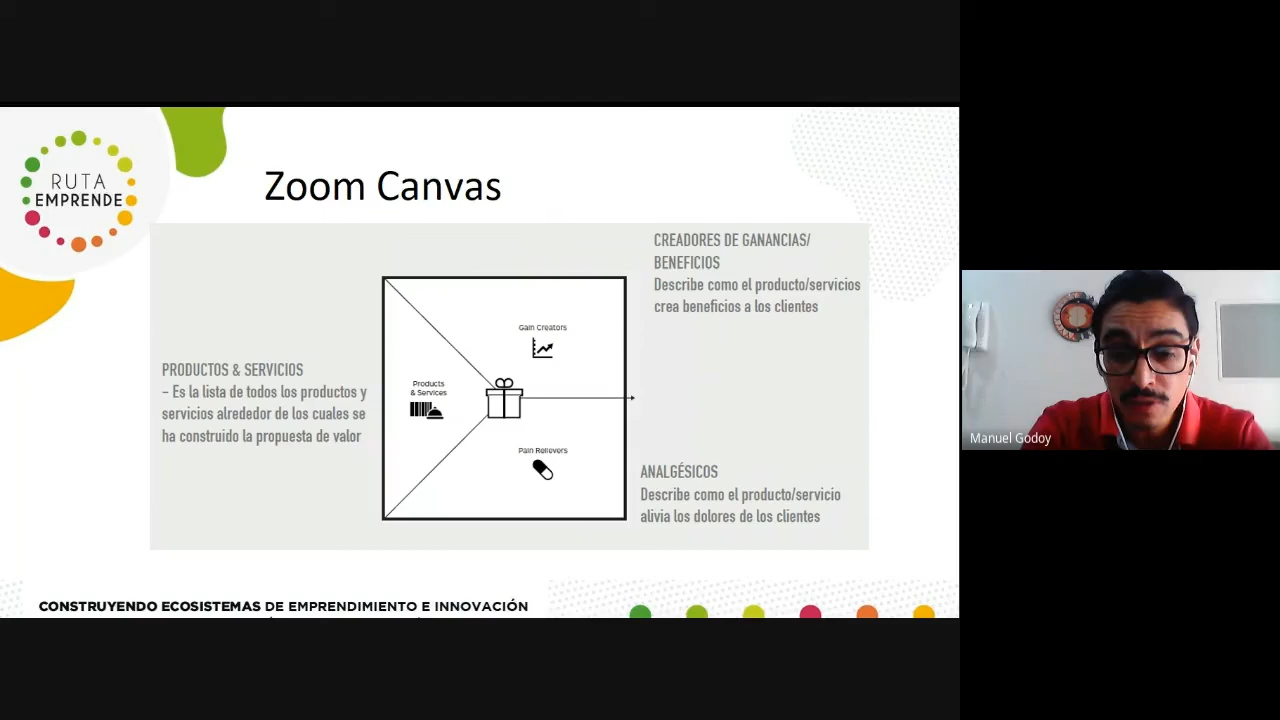 RUTA
EMPRENDE
Zoom Canvas
CREADORES DE GANANCIAS/
BENEFICIOS
Describe como el producto/servicios
crea beneficios a los clientes
Gain Creators
PRODUCTOS & SERVICIOS
– Es la lista de todos los productos y
servicios alrededor de los cuales se
ha construido la propuesta de valor
Products
& Services
Pain Relievers
ANALGÉSICOS
Describe como el producto/servicio
alivia los dolores de los clientes
CONSTRUYENDO ECOSISTEMAS DE EMPRENDIMIENTO E INNOVACIÓN
Manuel Godoy